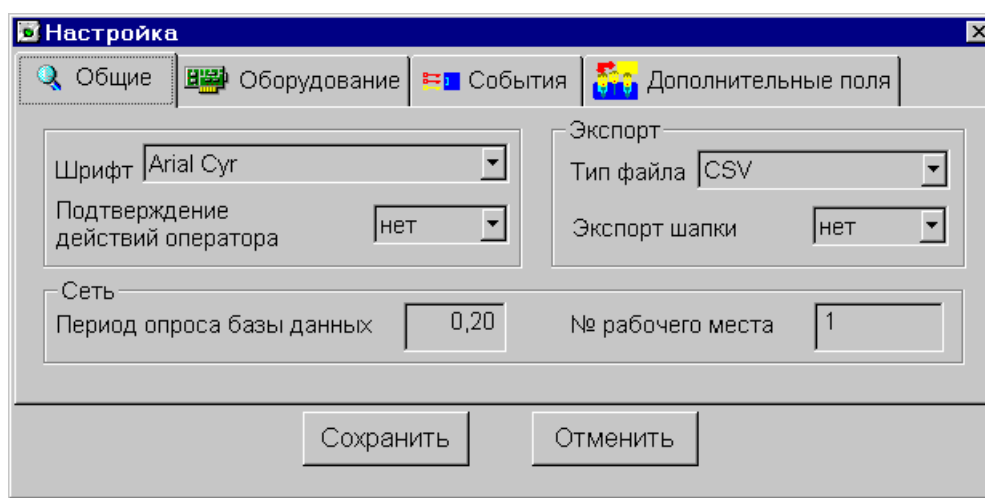 Настройка
Общие Оборудование События Дополнительные поля
Шрифт Arial Cyr
Подтверждение
действий оператора нет
Экспорт
Тип файла CSV
Экспорт шапки нет
Сеть
Период опроса базы данных 0,20 № рабочего места 1
Сохранить Отменить